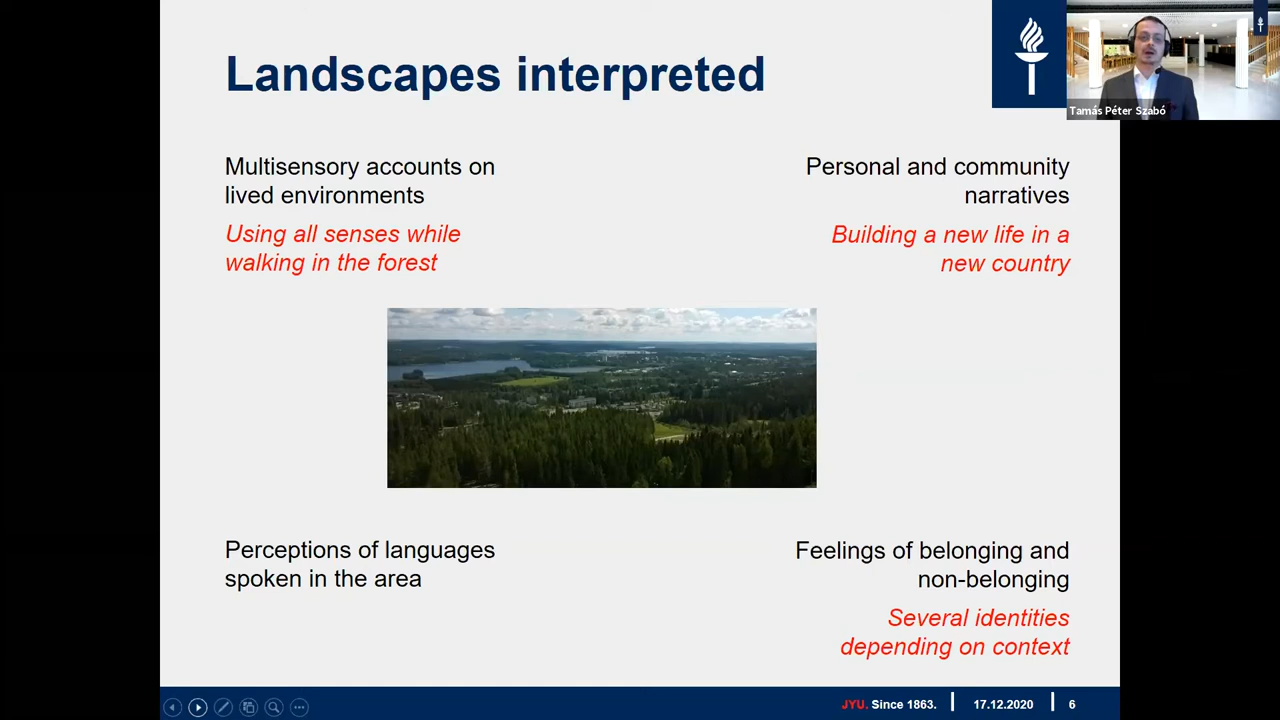 Landscapes interpreted
Tamás Péter Szabó
Multisensory accounts on
lived environments
Using all senses while
walking in the forest
Personal and community
narratives
Building a new life in a
new country
Perceptions of languages
spoken in the area
Feelings of belonging and
non-belonging
Several identities
depending on context
JYU. Since 1863.
17.12.2020
6